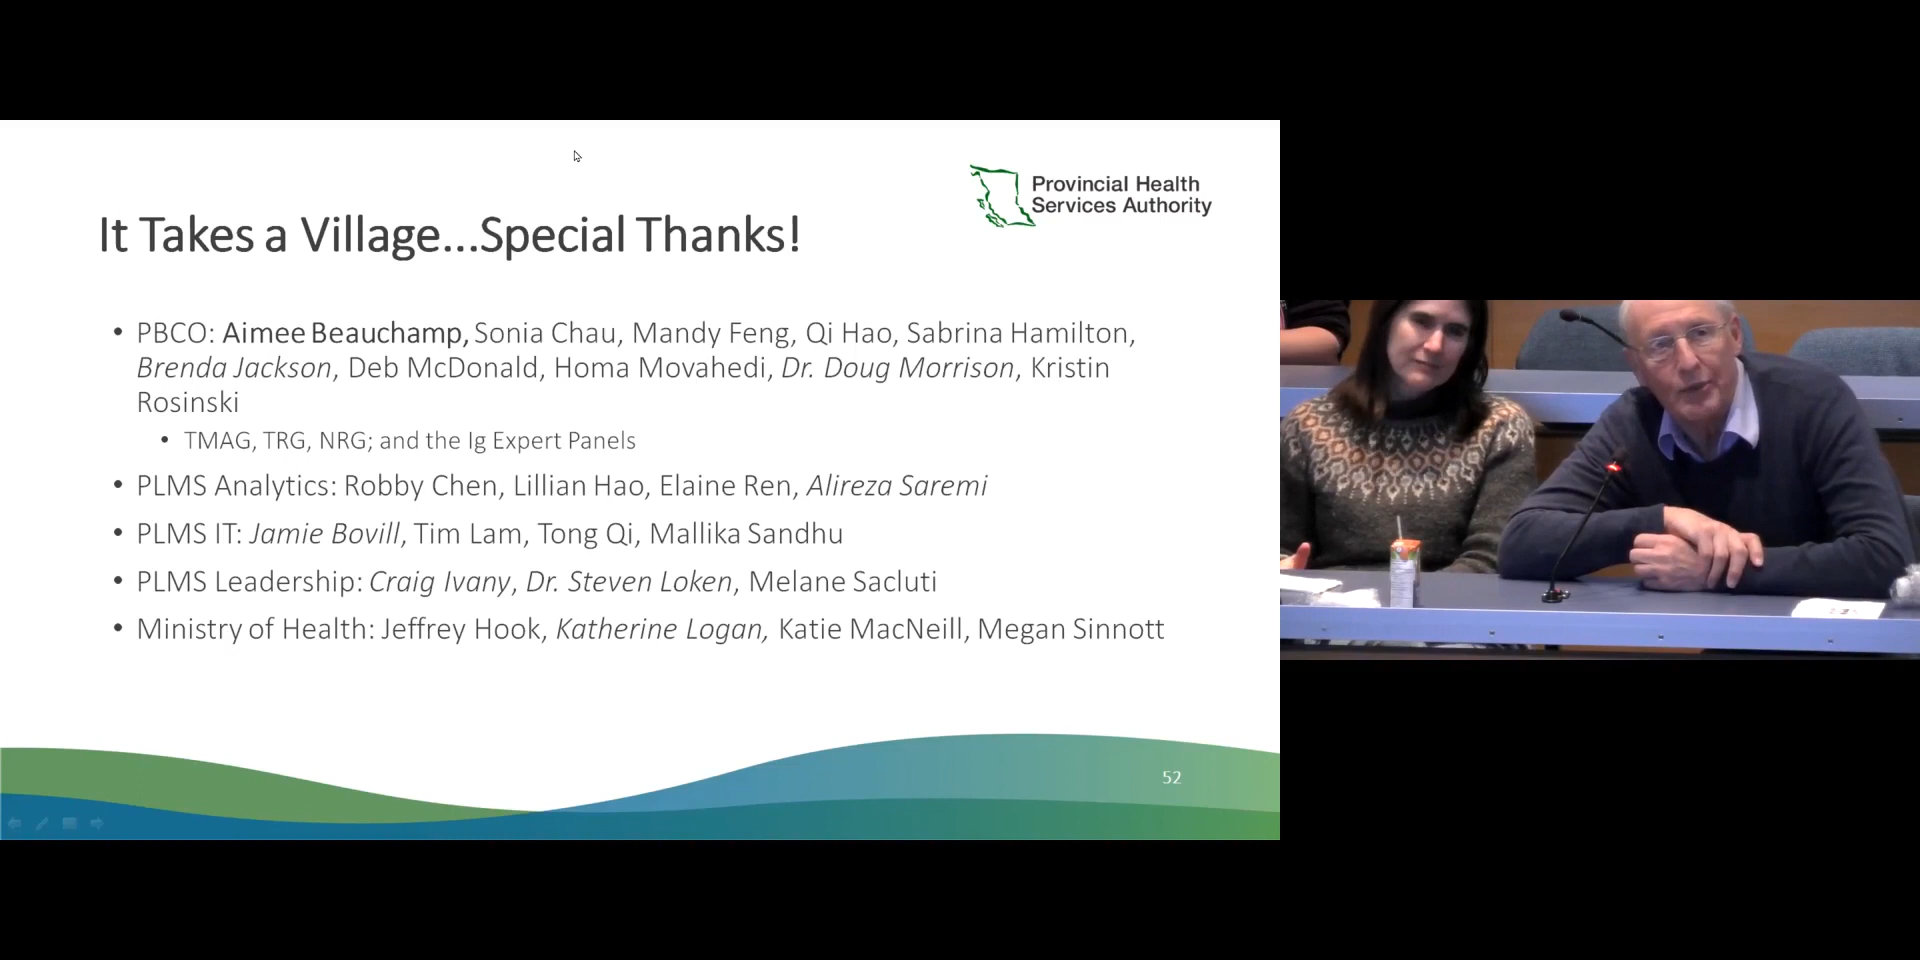 Provincial Health
Services Authority
It Takes a Village...Special Thanks!
• PBCO: Aimee Beauchamp, Sonia Chau, Mandy Feng, Qi Hao, Sabrina Hamilton,
Brenda Jackson, Deb McDonald, Homa Movahedi, Dr. Doug Morrison, Kristin
Rosinski
• TMAG, TRG, NRG; and the Ig Expert Panels
• PLMS Analytics: Robby Chen, Lillian Hao, Elaine Ren, Alireza Saremi
• PLMS IT: Jamie Bovill, Tim Lam, Tong Qi, Mallika Sandhu
• PLMS Leadership: Craig Ivany, Dr. Steven Loken, Melane Sacluti
• Ministry of Health: Jeffrey Hook, Katherine Logan, Katie MacNeill, Megan Sinnott
52